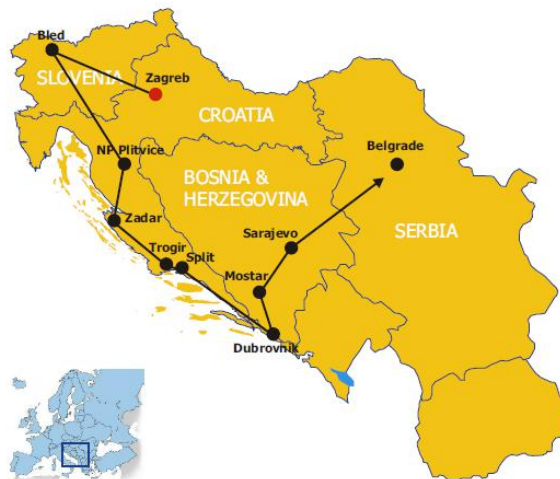 Bled
SLOVENIA
Zagreb
CROATIA
NP Plitvice
Belgrade
BOSNIA &
HERZEGOVINA
Zadar
Sarajevo
SERBIA
Trogir
Split
Mostar
Dubrovnik